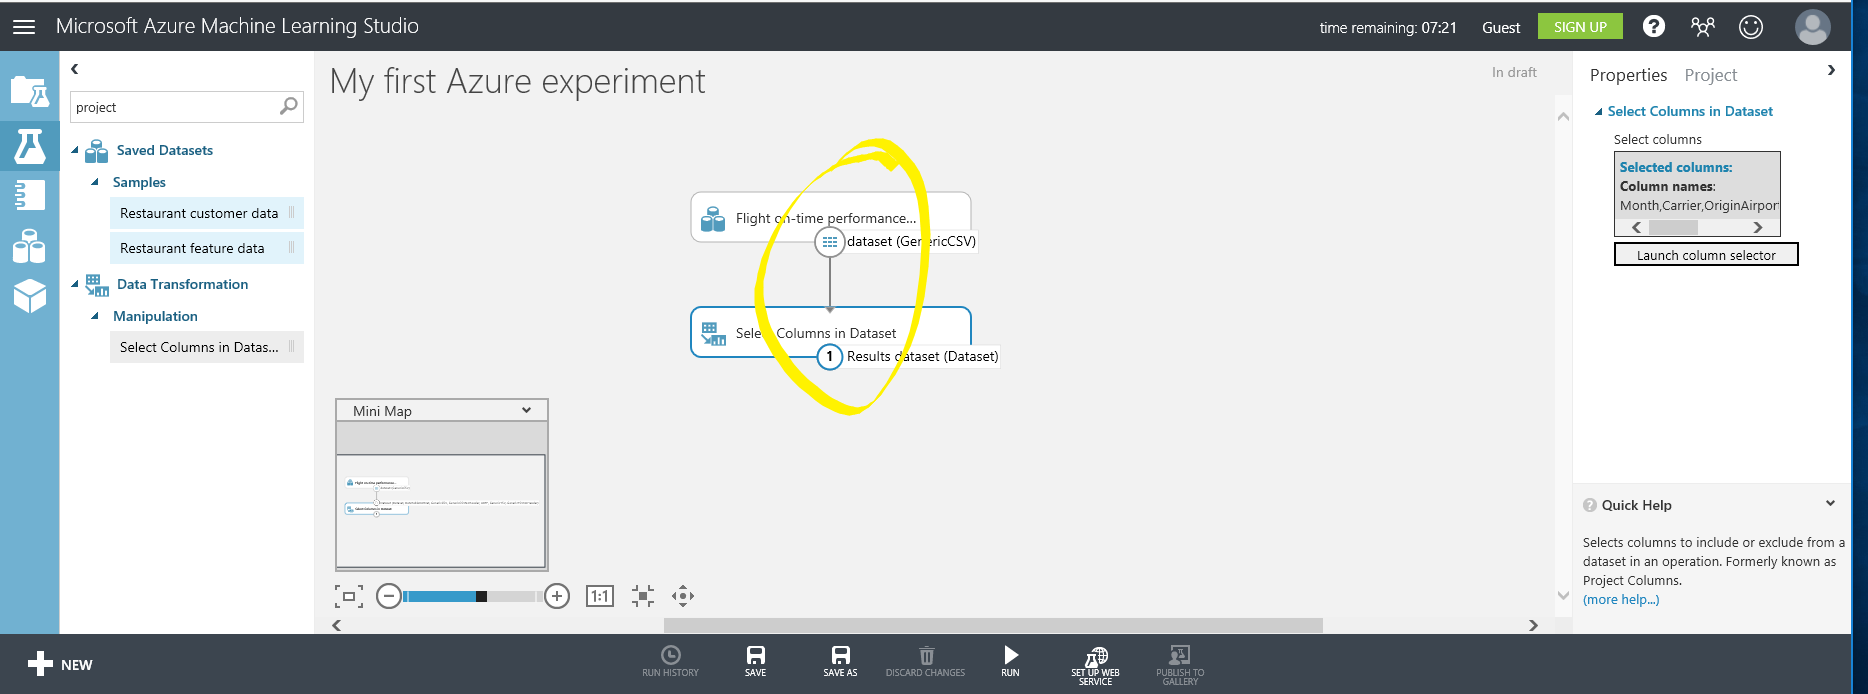 Microsoft Azure Machine Learning Studio
time remaining: 07:21
Guest
SIGN UP
project
Saved Datasets
Samples
Restaurant customer data
Restaurant feature data
Data Transformation
Manipulation
Select Columns in Datas...
My first Azure experiment
In draft
Flight on-time performance...
dataset (GenericCSV)
Select Columns in Dataset
1
Results dataset (Dataset)
Mini Map
1:1
Properties
Project
Select Columns in Dataset
Select columns
Selected columns:
Column names:
Month,Carrier,OriginAirpor
Launch column selector
Quick Help
Selects columns to include or exclude from a
dataset in an operation. Formerly known as
Project Columns.
(more help...)
NEW
RUN HISTORY
SAVE
SAVE AS
DISCARD CHANGES
RUN
SET UP WEB
SERVICE
PUBLISH TO
GALLERY